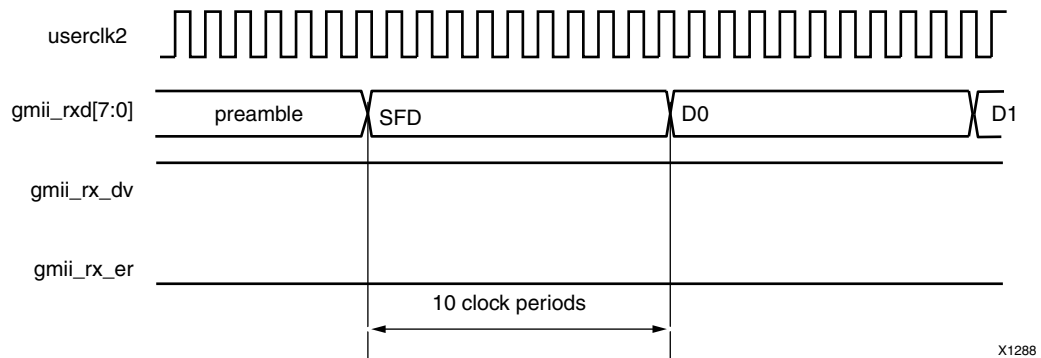 userclk2
gmii_rxd[7:0] preamble SFD D0 D1
gmii_rx_dv
gmii_rx_er
10 clock periods
X1288